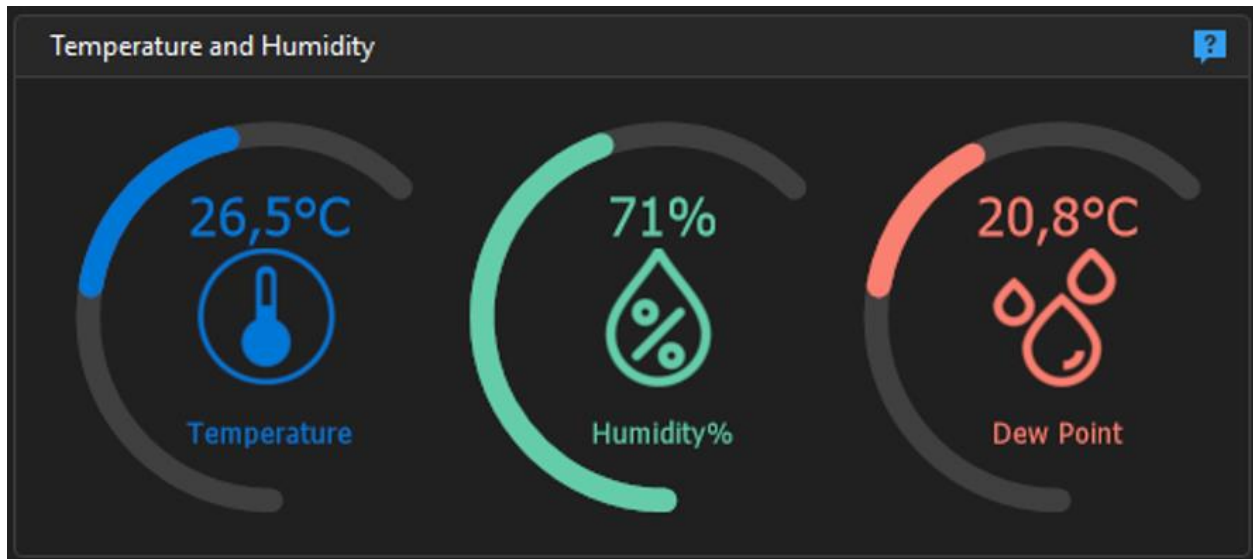 Temperature and Humidity
?
26,5°C
71%
20,8°C
%
Temperature
Humidity%
Dew Point